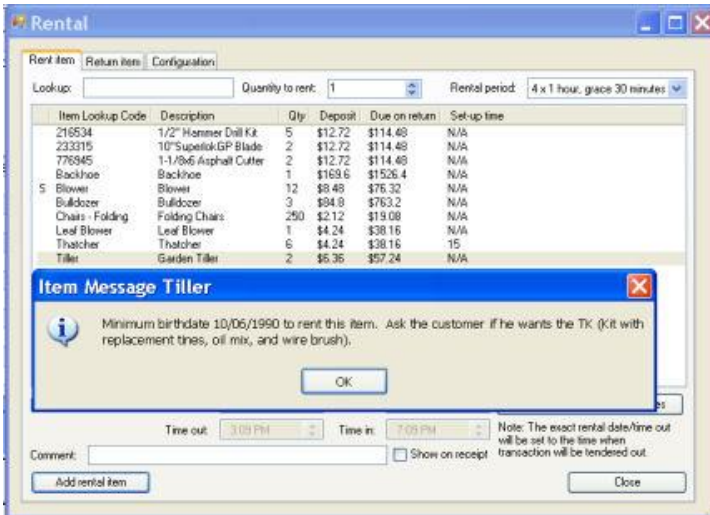 Rental
Rent item Return item Configuration
Lookup: Quantity to rent: 1 Rental period: 4 x 1 hour, grace 30 minutes
Item Lookup Code Description Qty Deposit Due on return Set-up time
216534 1/2" Hammer Drill Kit 5 $12.72 $114.48 N/A
233315 10"SuperlokGP Blade 2 $12.72 $114.48 N/A
776945 1-1/8x6 Asphalt Cutter 2 $12.72 $114.48 N/A
Backhoe Backhoe 1 $169.6 $1526.4 N/A
S Blower Blower 12 $8.48 $76.32 N/A
Bulldozer Bulldozer 3 $84.8 $763.2 N/A
Chairs - Folding Folding Chairs 250 $2.12 $19.08 N/A
Leaf Blower Leaf Blower 1 $4.24 $38.16 N/A
Thatcher Thatcher 6 $4.24 $38.16 15
Tiller Garden Tiller 2 $6.36 $57.24 N/A
Item Message Tiller
Minimum birthdate 10/06/1990 to rent this item. Ask the customer if he wants the TK (Kit with
replacement tines, oil mix, and wire brush).
OK
Time out: 3:09 PM Time in: 7:09 PM
Note: The exact rental date/time out
will be set to the time when
transaction will be tendered out.
Comment: Show on receipt
Add rental item Close